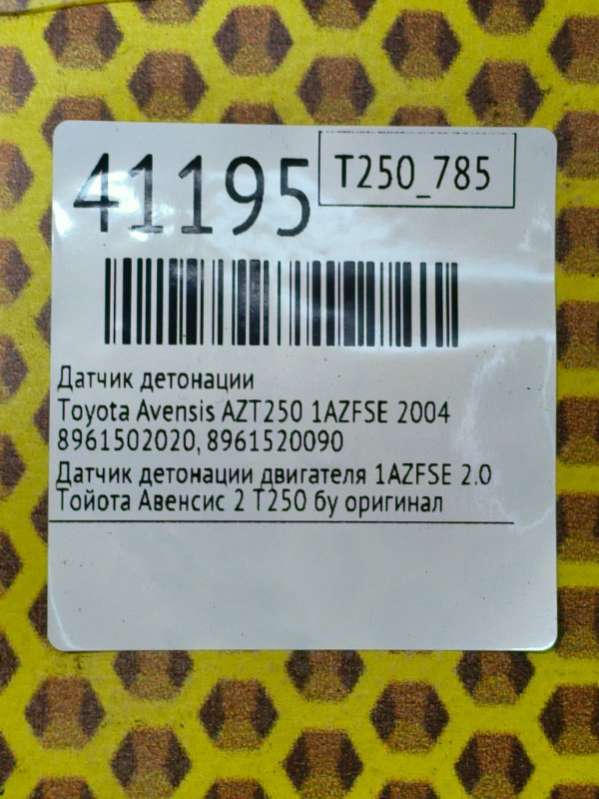 41195
T250_785
Датчик детонации
Toyota Avensis AZT250 1AZFSE 2004
8961502020, 8961520090
Датчик детонации двигателя 1AZFSE 2.0
Тойота Авенсис 2 Т250 бу оригинал